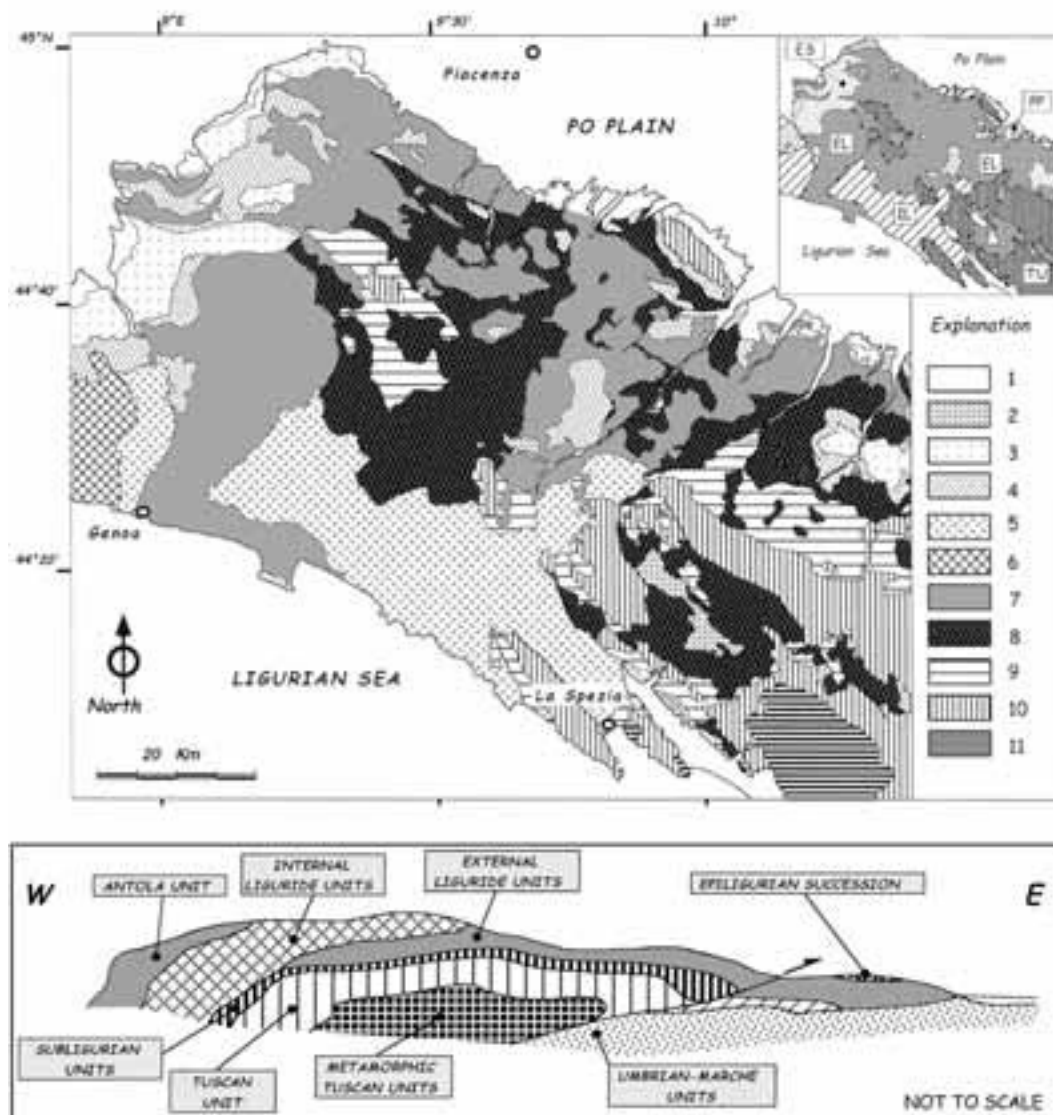 9°E
9°30'
10°
45°N
Piacenza
PO PLAIN
ES
Po Plain
PF
EL
EL
EL
Ligurian Sea
TU
44°40'
Explanation
1
2
3
4
5
6
7
8
9
10
11
Genoa
44°20'
North
LIGURIAN SEA
La Spezia
20 Km
W
ANTOLA UNIT
INTERNAL
LIGURIDE UNITS
EXTERNAL
LIGURIDE UNITS
EPILIGURIAN SUCCESSION
E
SUBLIGURIAN
UNITS
TUSCAN
UNIT
METAMORPHIC
TUSCAN UNITS
UMBRIAN-MARCHE
UNITS
NOT TO SCALE